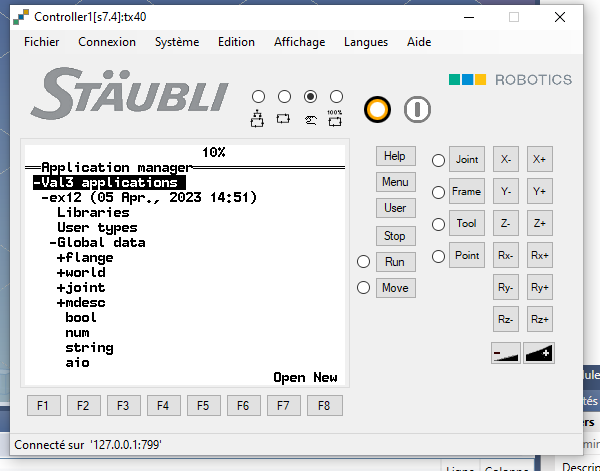 Controller1[s7.4]:tx40
Fichier Connexion Système Edition Affichage Langues Aide
STÄUBLI
ROBOTICS
100%
10%
Application manager
-Val3 applications
-ex12 (05 Apr., 2023 14:51)
Libraries
User types
-Global data
+flange
+world
+joint
+mdesc
bool
num
string
aio
Open New
Help
Menu
User
Stop
Run
Move
Joint X- X+
Frame Y- Y+
Tool Z- Z+
Point Rx- Rx+
Ry- Ry+
Rz- Rz+
- +
F1 F2 F3 F4 F5 F6 F7 F8
Connecté sur '127.0.0.1:799'
Ligne Colonne
Descrip